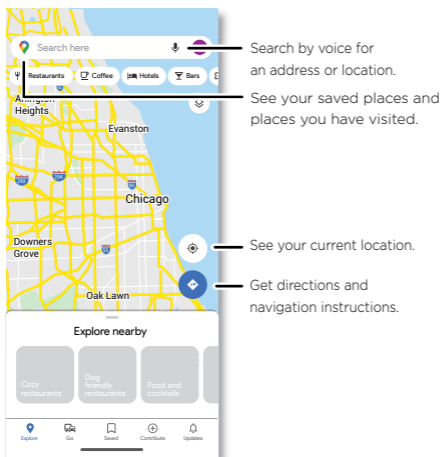 Search here
Restaurants Coffee Hotels Bars
Arlington
Heights
Evanston
290
294
Chicago
Downers
Grove
Oak Lawn
Explore nearby
Cozy
restaurants
Dog
friendly
restaurants
Food and
cocktails
Explore Go Saved Contribute Updates
Search by voice for
an address or location.
See your saved places and
places you have visited.
See your current location.
Get directions and
navigation instructions.